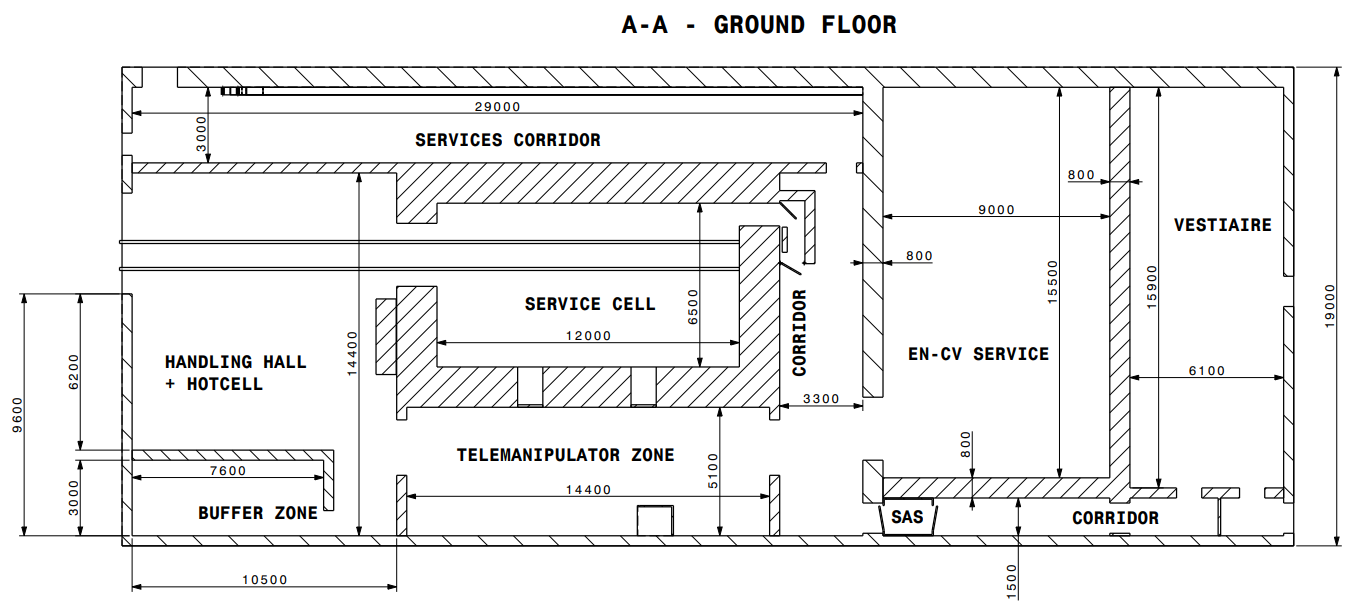 A-A - GROUND FLOOR
29000
3000
SERVICES CORRIDOR
800
9000
VESTIAIRE
800
SERVICE CELL
6500
12000
CORRIDOR
15500
15900
19000
EN-CV SERVICE
HANDLING HALL
+ HOTCELL
14400
6200
9600
6100
3300
TELEMANIPULATOR ZONE
5100
800
7600
14400
3000
BUFFER ZONE
SAS
CORRIDOR
1500
10500